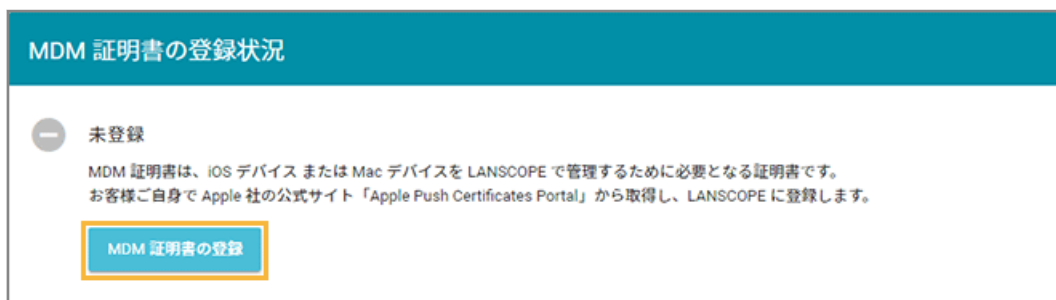 MDM 証明書の登録状況
未登録
MDM 証明書は、iOS デバイス または Mac デバイスを LANSCOPE で管理するために必要となる証明書です。
お客様ご自身で Apple 社の公式サイト「Apple Push Certificates Portal」から取得し、LANSCOPE に登録します。
MDM 証明書の登録